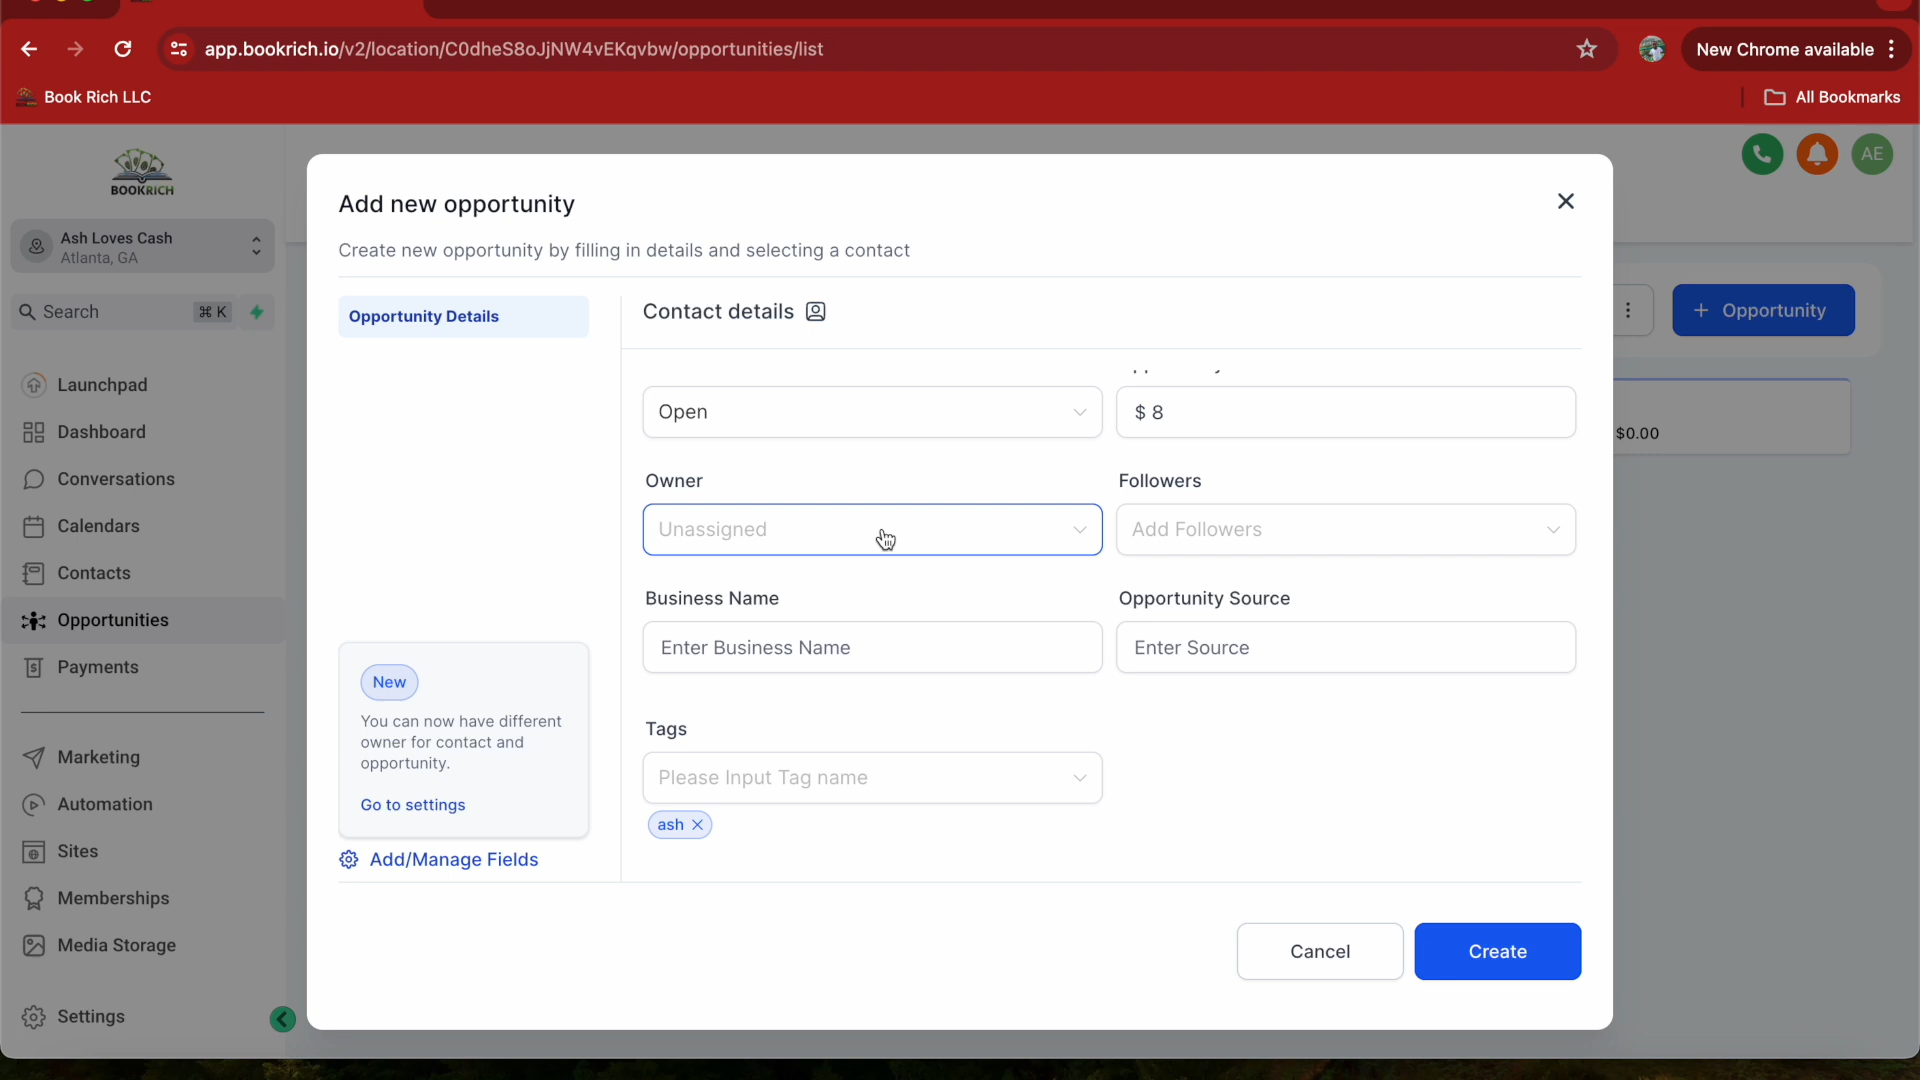 app.bookrich.io/v2/location/C0dheS8oJjNW4vEKqvbw/opportunities/list
New Chrome available
Book Rich LLC
All Bookmarks
BOOKRICH
AE
Ash Loves Cash
Atlanta, GA
Search
⌘ K
Launchpad
Dashboard
Conversations
Calendars
Contacts
Opportunities
Payments
Marketing
Automation
Sites
Memberships
Media Storage
Settings
Add new opportunity
Create new opportunity by filling in details and selecting a contact
Opportunity Details
New
You can now have different
owner for contact and
opportunity.
Go to settings
Add/Manage Fields
Contact details
Open
$ 8
Owner
Followers
Unassigned
Add Followers
Business Name
Opportunity Source
Enter Business Name
Enter Source
Tags
Please Input Tag name
ash
Cancel
Create
+ Opportunity
$0.00